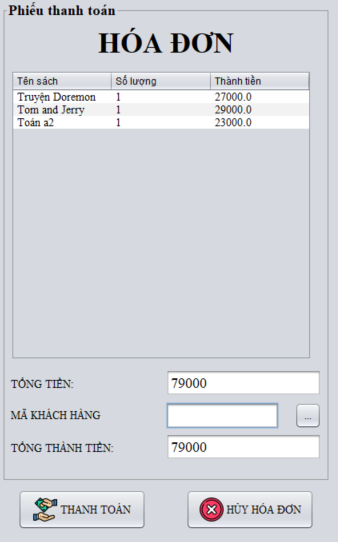 Phiếu thanh toán
HÓA ĐƠN
Tên sách Số lượng Thành tiền
Truyện Doremon 1 27000.0
Tom and Jerry 1 29000.0
Toán a2 1 23000.0
TỔNG TIỀN: 79000
MÃ KHÁCH HÀNG ...
TỔNG THÀNH TIỀN: 79000
THANH TOÁN HỦY HÓA ĐƠN